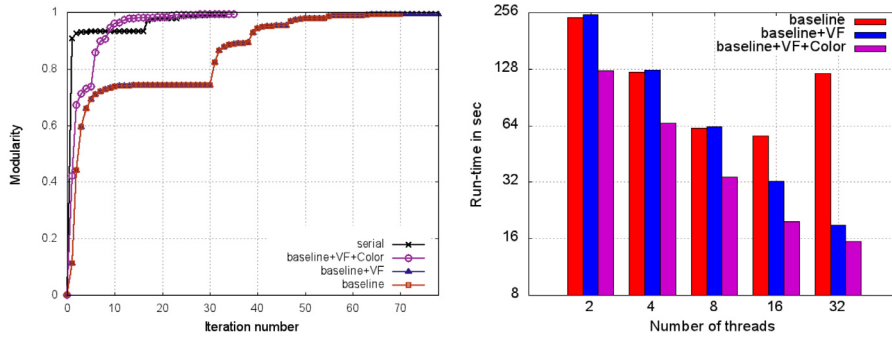 1
0.8
0.6
0.4
0.2
0
Modularity
serial
baseline+VF+Color
baseline+VF
baseline
0 10 20 30 40 50 60 70
Iteration number
256
128
64
32
16
8
Run-time in sec
baseline
baseline+VF
baseline+VF+Color
2 4 8 16 32
Number of threads